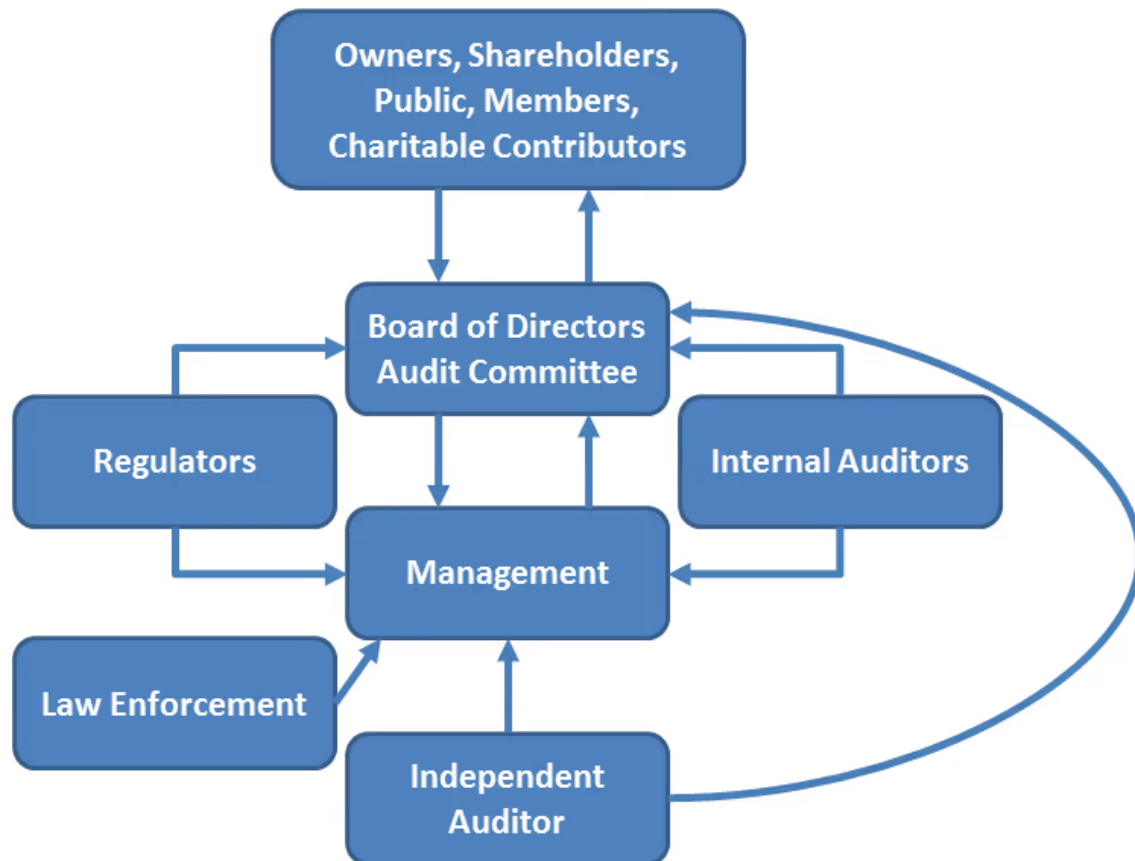 Owners, Shareholders,
Public, Members,
Charitable Contributors
Board of Directors
Audit Committee
Regulators
Internal Auditors
Management
Law Enforcement
Independent
Auditor